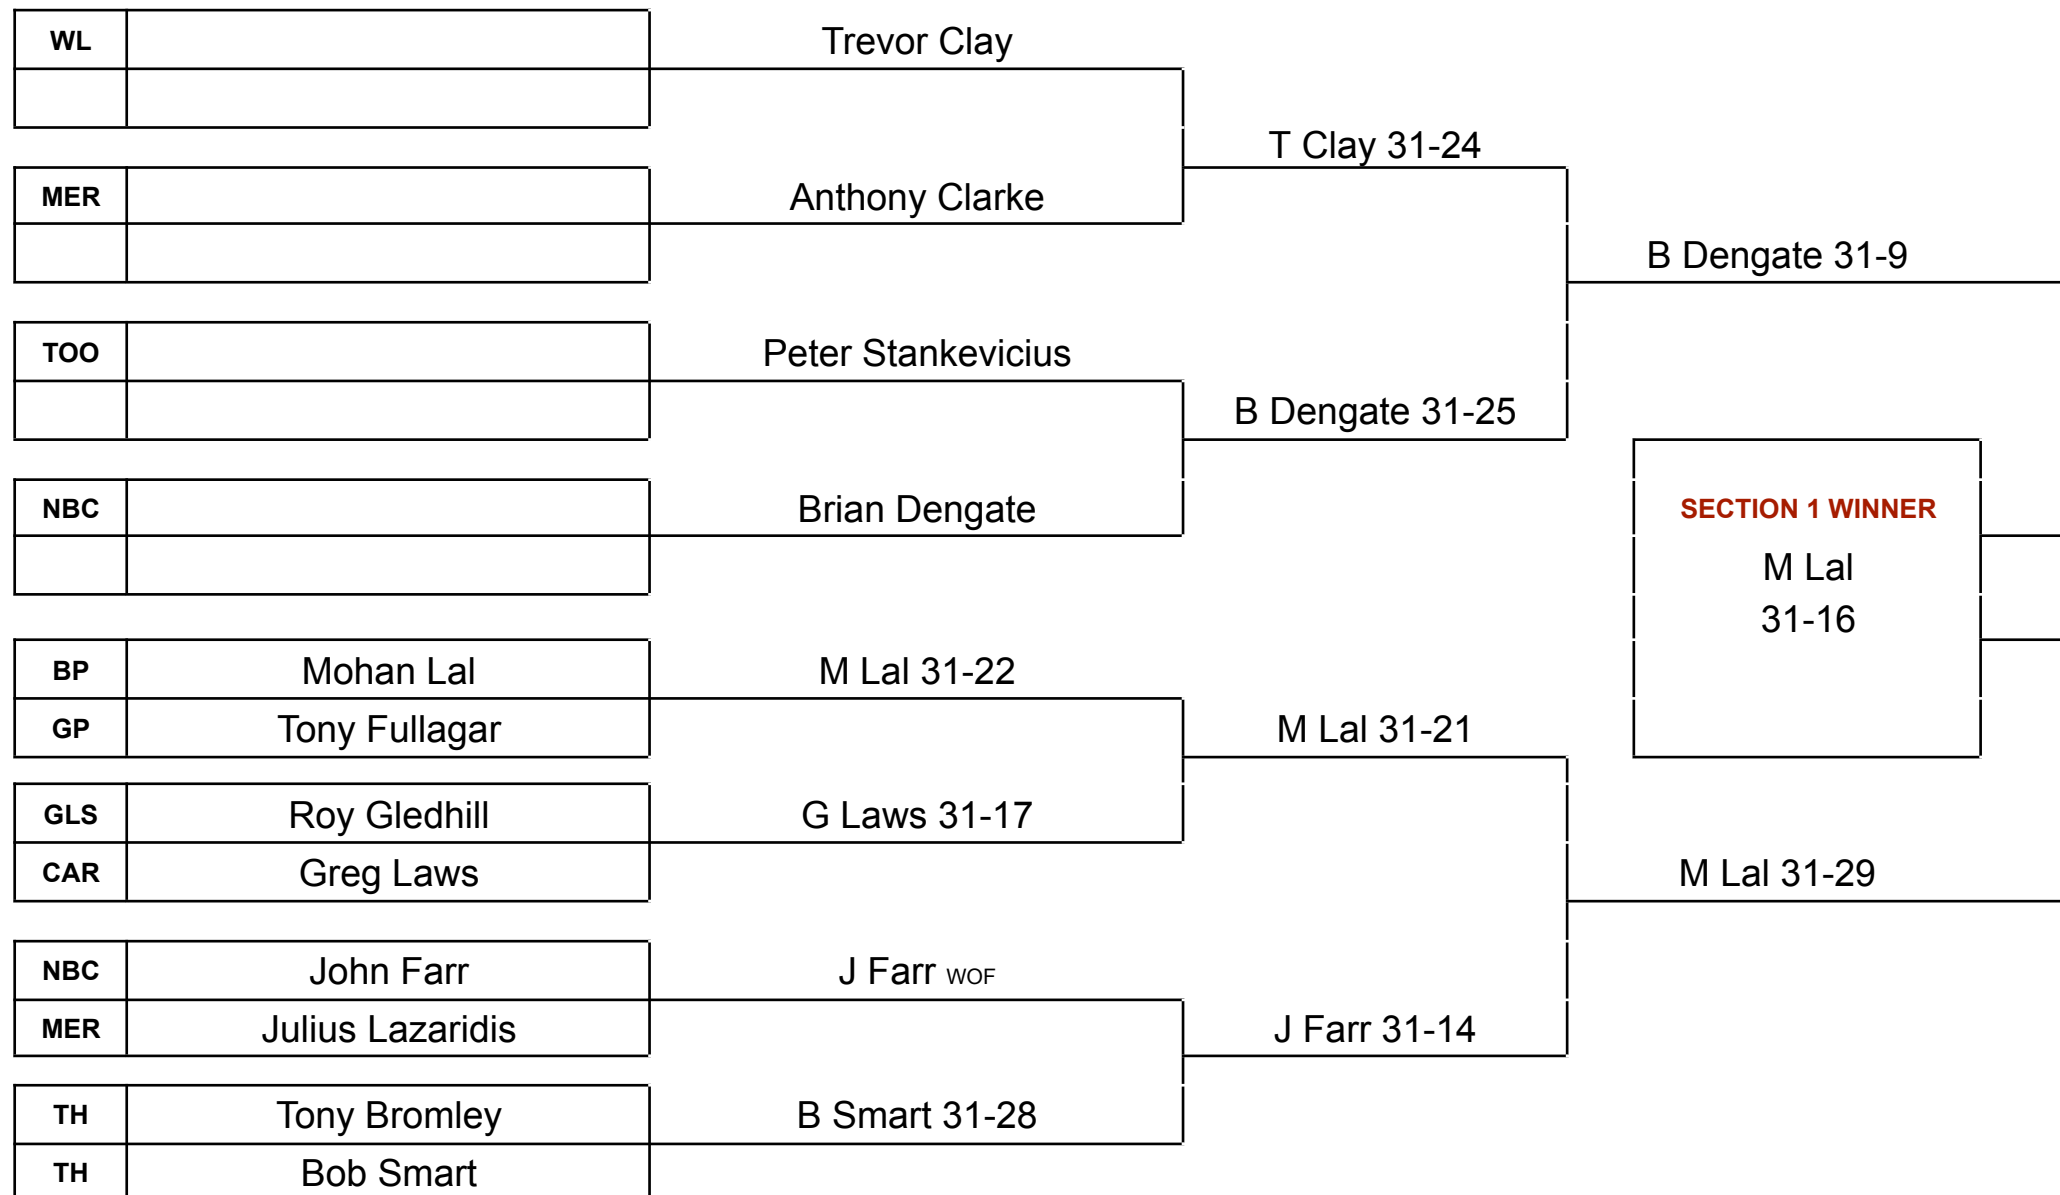 WL Trevor Clay
T Clay 31-24
MER Anthony Clarke
B Dengate 31-9
TOO Peter Stankevicius
B Dengate 31-25
NBC Brian Dengate
SECTION 1 WINNER
M Lal
31-16
BP Mohan Lal M Lal 31-22
GP Tony Fullagar M Lal 31-21
GLS Roy Gledhill G Laws 31-17
CAR Greg Laws M Lal 31-29
NBC John Farr J Farr WOF
MER Julius Lazaridis J Farr 31-14
TH Tony Bromley B Smart 31-28
TH Bob Smart